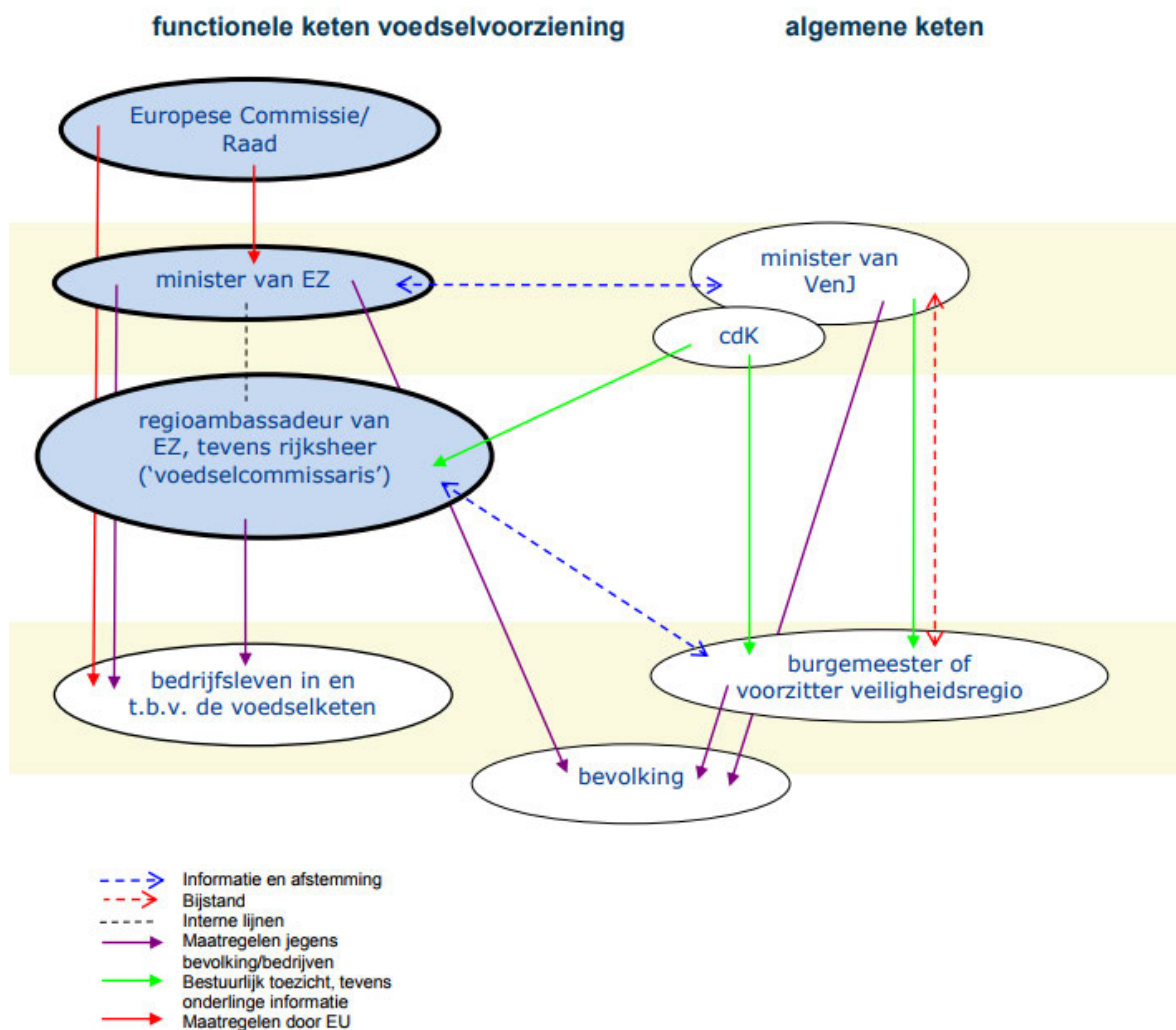 functionele keten voedselvoorziening
algemene keten
Europese Commissie/
Raad
minister van EZ
minister van
VenJ
cdK
regioambassadeur van
EZ, tevens rijksheer
(‘voedselcommissaris’)
bedrijfsleven in en
t.b.v. de voedselketen
burgemeester of
voorzitter veiligheidsregio
bevolking
Informatie en afstemming
Bijstand
Interne lijnen
Maatregelen jegens
bevolking/bedrijven
Bestuurlijk toezicht, tevens
onderlinge informatie
Maatregelen door EU